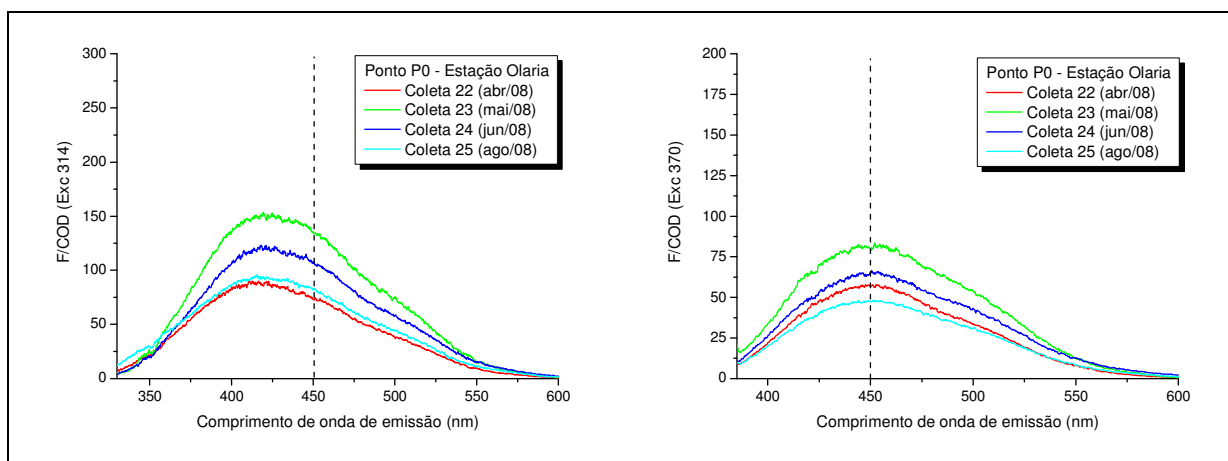 300
250
200
150
100
50
0
F/COD (Exc 314)
Ponto P0 - Estação Olaria
Coleta 22 (abr/08)
Coleta 23 (mai/08)
Coleta 24 (jun/08)
Coleta 25 (ago/08)
350 400 450 500 550 600
Comprimento de onda de emissão (nm)
200
175
150
125
100
75
50
25
0
F/COD (Exc 370)
Ponto P0 - Estação Olaria
Coleta 22 (abr/08)
Coleta 23 (mai/08)
Coleta 24 (jun/08)
Coleta 25 (ago/08)
400 450 500 550 600
Comprimento de onda de emissão (nm)